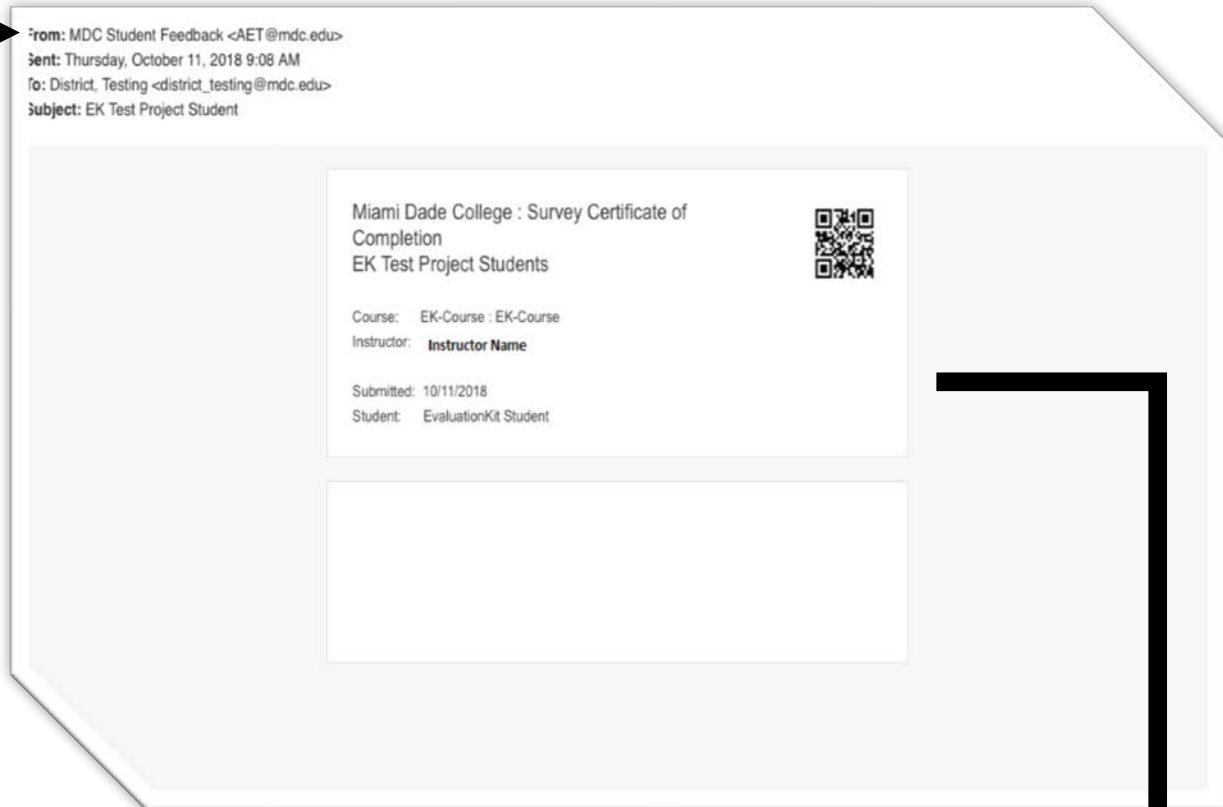 From: MDC Student Feedback <AET@mdc.edu>
Sent: Thursday, October 11, 2018 9:08 AM
To: District, Testing <district_testing@mdc.edu>
Subject: EK Test Project Student
Miami Dade College : Survey Certificate of
Completion
EK Test Project Students
Course: EK-Course : EK-Course
Instructor: Instructor Name
Submitted: 10/11/2018
Student: EvaluationKit Student